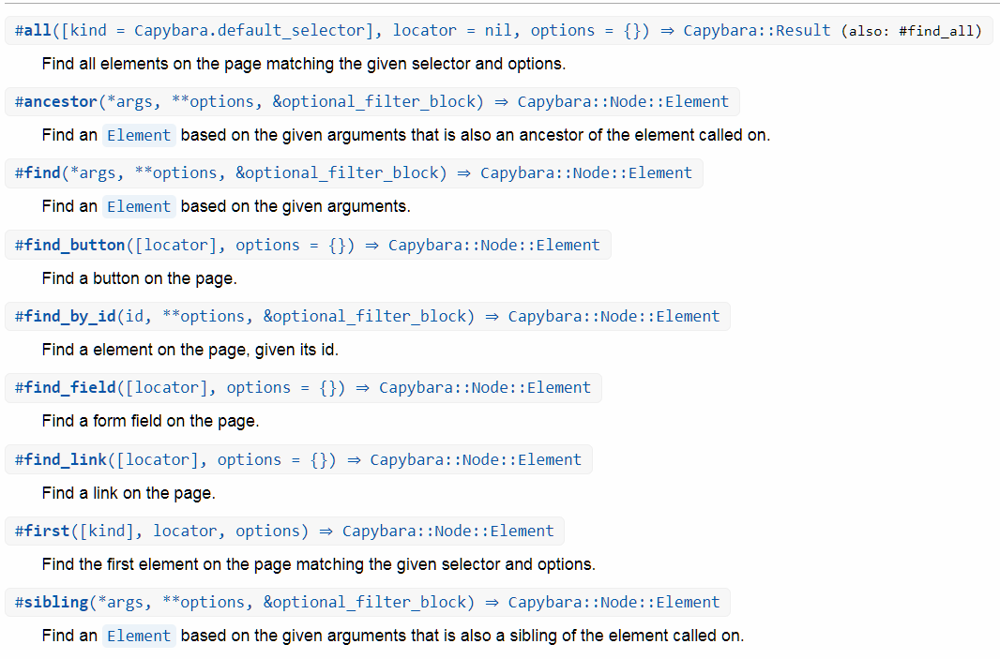 #all([kind = Capybara.default_selector], locator = nil, options = {}) ⇒ Capybara::Result (also: #find_all)
Find all elements on the page matching the given selector and options.
#ancestor(*args, **options, &optional_filter_block) ⇒ Capybara::Node::Element
Find an Element based on the given arguments that is also an ancestor of the element called on.
#find(*args, **options, &optional_filter_block) ⇒ Capybara::Node::Element
Find an Element based on the given arguments.
#find_button([locator], options = {}) ⇒ Capybara::Node::Element
Find a button on the page.
#find_by_id(id, **options, &optional_filter_block) ⇒ Capybara::Node::Element
Find a element on the page, given its id.
#find_field([locator], options = {}) ⇒ Capybara::Node::Element
Find a form field on the page.
#find_link([locator], options = {}) ⇒ Capybara::Node::Element
Find a link on the page.
#first([kind], locator, options) ⇒ Capybara::Node::Element
Find the first element on the page matching the given selector and options.
#sibling(*args, **options, &optional_filter_block) ⇒ Capybara::Node::Element
Find an Element based on the given arguments that is also a sibling of the element called on.